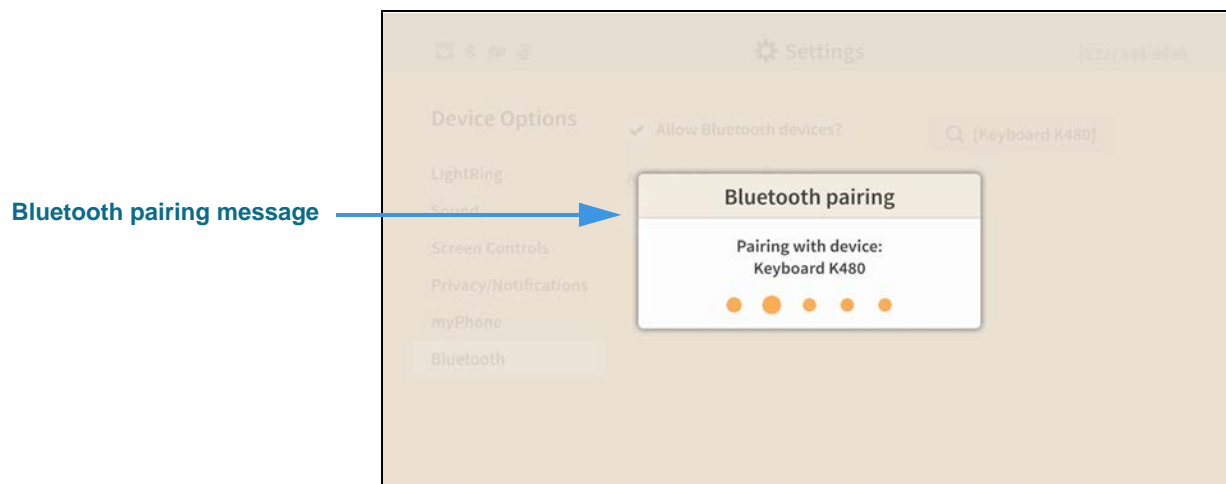 Settings
Device Options
Allow Bluetooth devices?
[Keyboard K480]
LightRing
Sound
Screen Controls
Privacy/Notifications
myPhone
Bluetooth
Bluetooth pairing message
Bluetooth pairing
Pairing with device:
Keyboard K480